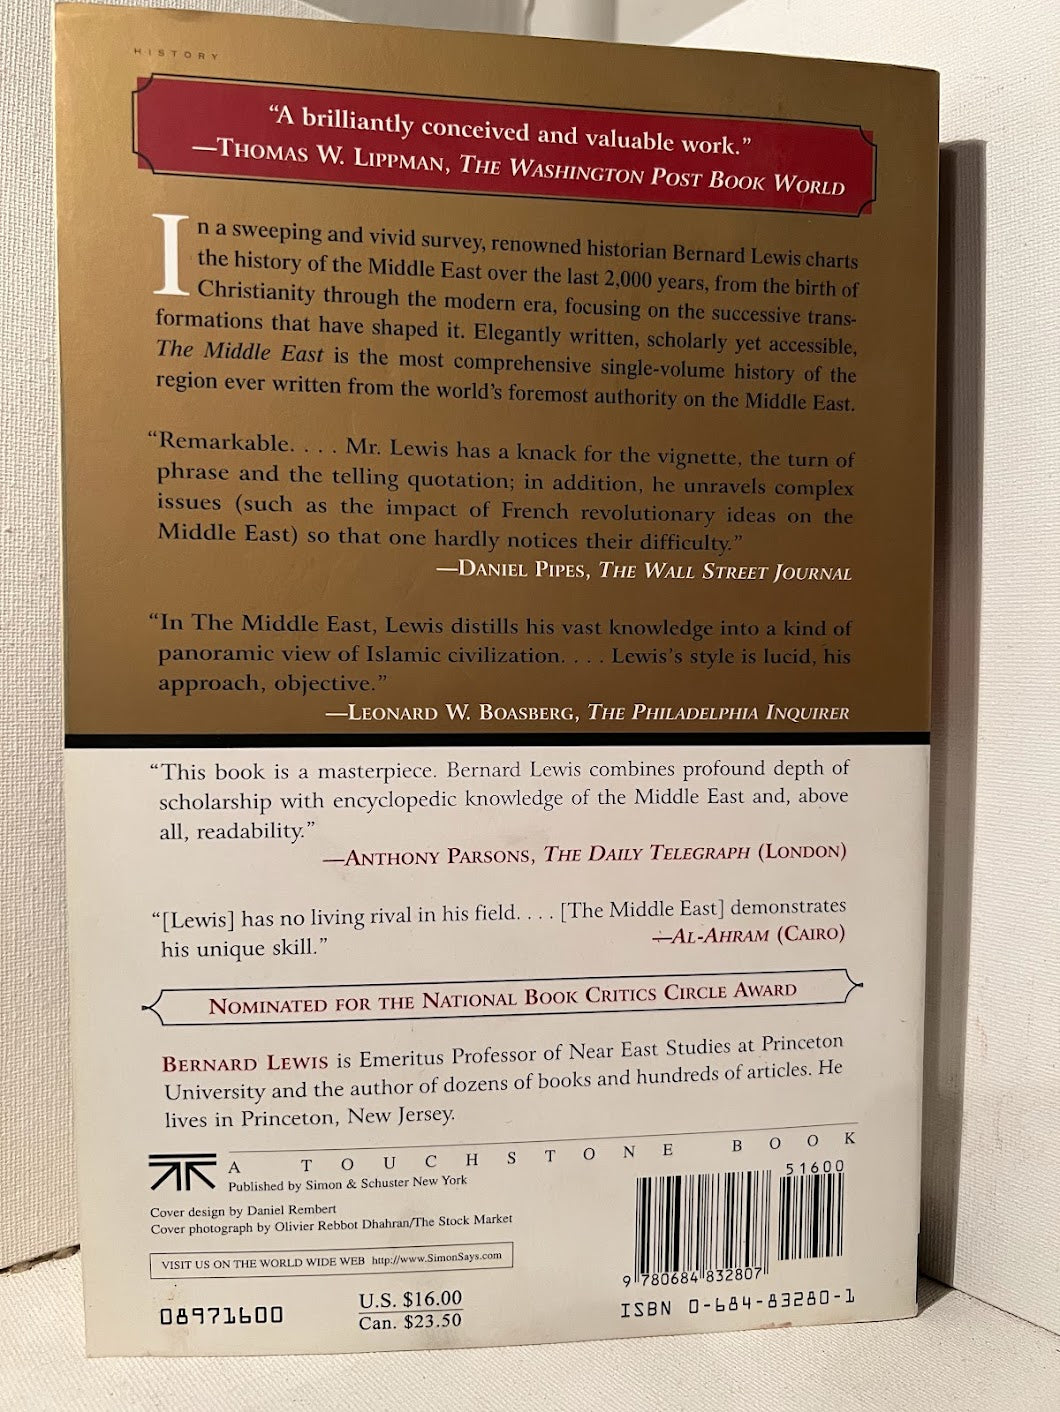 HISTORY
“A brilliantly conceived and valuable work.”
—THOMAS W. LIPPMAN, THE WASHINGTON POST BOOK WORLD
In a sweeping and vivid survey, renowned historian Bernard Lewis charts
the history of the Middle East over the last 2,000 years, from the birth of
Christianity through the modern era, focusing on the successive trans-
formations that have shaped it. Elegantly written, scholarly yet accessible,
The Middle East is the most comprehensive single-volume history of the
region ever written from the world’s foremost authority on the Middle East.
“Remarkable. . . . Mr. Lewis has a knack for the vignette, the turn of
phrase and the telling quotation; in addition, he unravels complex
issues (such as the impact of French revolutionary ideas on the
Middle East) so that one hardly notices their difficulty.”
—DANIEL PIPES, THE WALL STREET JOURNAL
“In The Middle East, Lewis distills his vast knowledge into a kind of
panoramic view of Islamic civilization. . . . Lewis’s style is lucid, his
approach, objective.”
—LEONARD W. BOASBERG, THE PHILADELPHIA INQUIRER
“This book is a masterpiece. Bernard Lewis combines profound depth of
scholarship with encyclopedic knowledge of the Middle East and, above
all, readability.”
—ANTHONY PARSONS, THE DAILY TELEGRAPH (LONDON)
“[Lewis] has no living rival in his field. . . . [The Middle East] demonstrates
his unique skill.”
—AL-AHRAM (CAIRO)
NOMINATED FOR THE NATIONAL BOOK CRITICS CIRCLE AWARD
BERNARD LEWIS is Emeritus Professor of Near East Studies at Princeton
University and the author of dozens of books and hundreds of articles. He
lives in Princeton, New Jersey.
A TOUCHSTONE BOOK
Published by Simon & Schuster New York
Cover design by Daniel Rembert
Cover photograph by Olivier Rebbot Dhahran/The Stock Market
VISIT US ON THE WORLD WIDE WEB http://www.SimonSays.com
08971600
U.S. $16.00
Can. $23.50
51600
9 780684 832807
ISBN 0-684-83280-1